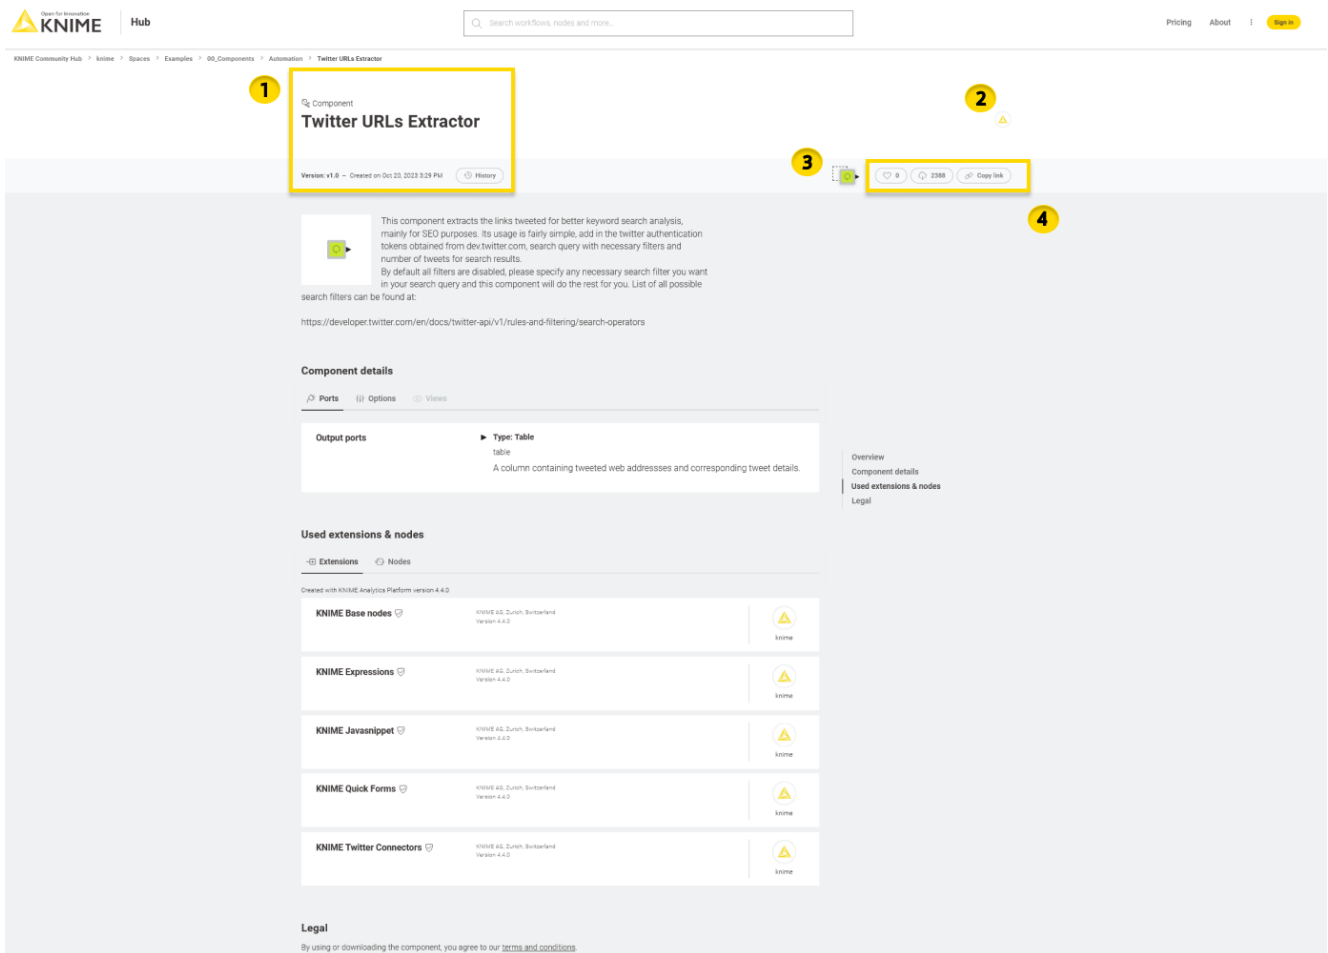 Open for Innovation
KNIME
Hub
Search workflows, nodes and more...
Pricing
About
Sign in
KNIME Community Hub > knime > Spaces > Examples > 00_Components > Automation > Twitter URLs Extractor
1
Component
Twitter URLs Extractor
2
Version: v1.0 – Created on Oct 23, 2023 3:29 PM
History
3
0
2388
Copy link
4
This component extracts the links tweeted for better keyword search analysis,
mainly for SEO purposes. Its usage is fairly simple, add in the twitter authentication
tokens obtained from dev.twitter.com, search query with necessary filters and
number of tweets for search results.
By default all filters are disabled, please specify any necessary search filter you want
in your search query and this component will do the rest for you. List of all possible
search filters can be found at:
https://developer.twitter.com/en/docs/twitter-api/v1/rules-and-filtering/search-operators
Component details
Ports
Options
Views
Output ports
Type: Table
table
A column containing tweeted web addressses and corresponding tweet details.
Overview
Component details
Used extensions & nodes
Legal
Used extensions & nodes
Extensions
Nodes
Created with KNIME Analytics Platform version 4.4.0
KNIME Base nodes
KNIME AG, Zurich, Switzerland
Version 4.4.0
knime
KNIME Expressions
KNIME AG, Zurich, Switzerland
Version 4.4.0
knime
KNIME Javasnippet
KNIME AG, Zurich, Switzerland
Version 4.4.0
knime
KNIME Quick Forms
KNIME AG, Zurich, Switzerland
Version 4.4.0
knime
KNIME Twitter Connectors
KNIME AG, Zurich, Switzerland
Version 4.4.0
knime
Legal
By using or downloading the component, you agree to our terms and conditions.